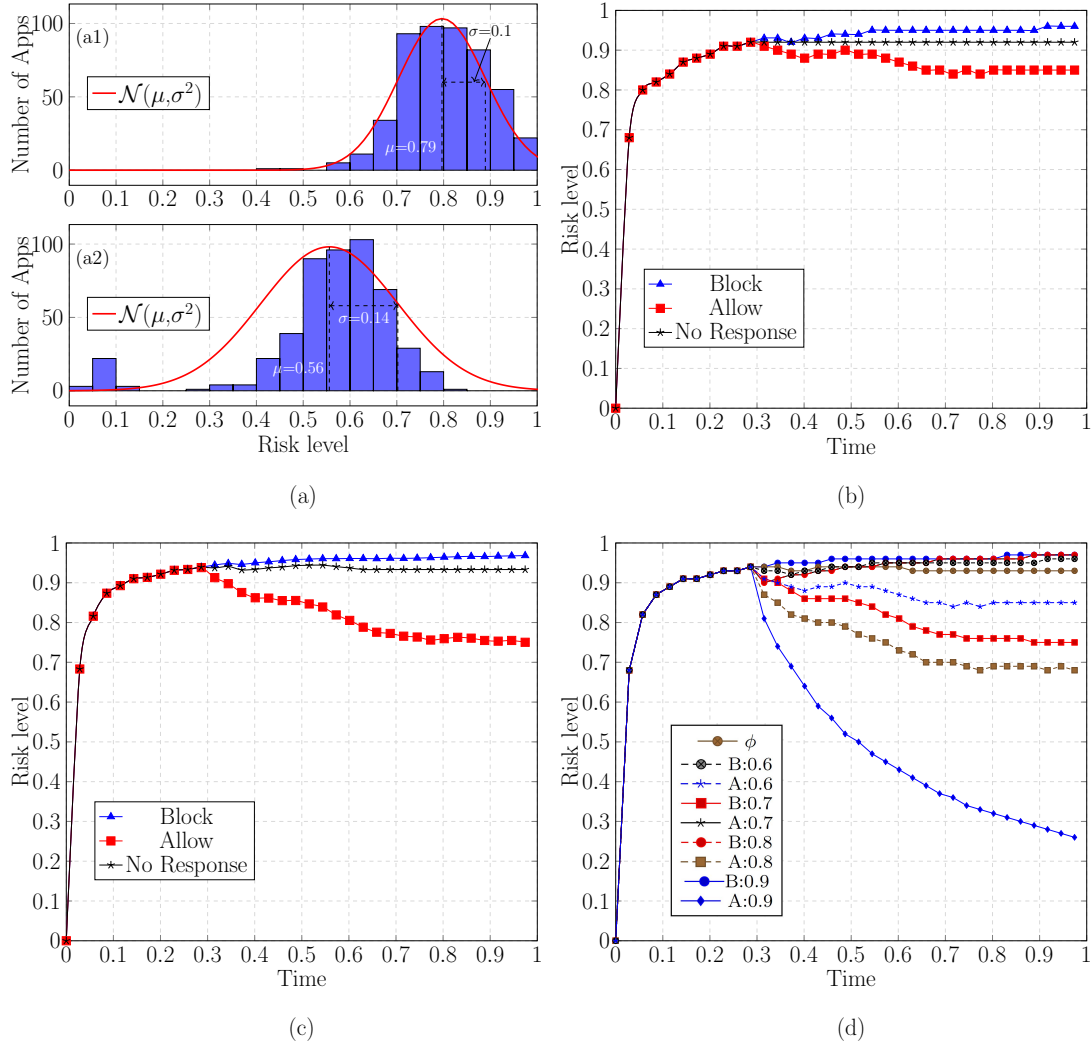 (a1)
100
50
0
Number of Apps
N(μ,σ²)
σ=0.1
μ=0.79
0 0.1 0.2 0.3 0.4 0.5 0.6 0.7 0.8 0.9 1
(a2)
100
50
0
Number of Apps
N(μ,σ²)
σ=0.14
μ=0.56
0 0.1 0.2 0.3 0.4 0.5 0.6 0.7 0.8 0.9 1
Risk level
(a)
1
0.9
0.8
0.7
0.6
0.5
0.4
0.3
0.2
0.1
0
Risk level
Block
Allow
No Response
0 0.1 0.2 0.3 0.4 0.5 0.6 0.7 0.8 0.9 1
Time
(b)
1
0.9
0.8
0.7
0.6
0.5
0.4
0.3
0.2
0.1
0
Risk level
Block
Allow
No Response
0 0.1 0.2 0.3 0.4 0.5 0.6 0.7 0.8 0.9 1
Time
(c)
1
0.9
0.8
0.7
0.6
0.5
0.4
0.3
0.2
0.1
0
Risk level
ϕ
B:0.6
A:0.6
B:0.7
A:0.7
B:0.8
A:0.8
B:0.9
A:0.9
0 0.1 0.2 0.3 0.4 0.5 0.6 0.7 0.8 0.9 1
Time
(d)